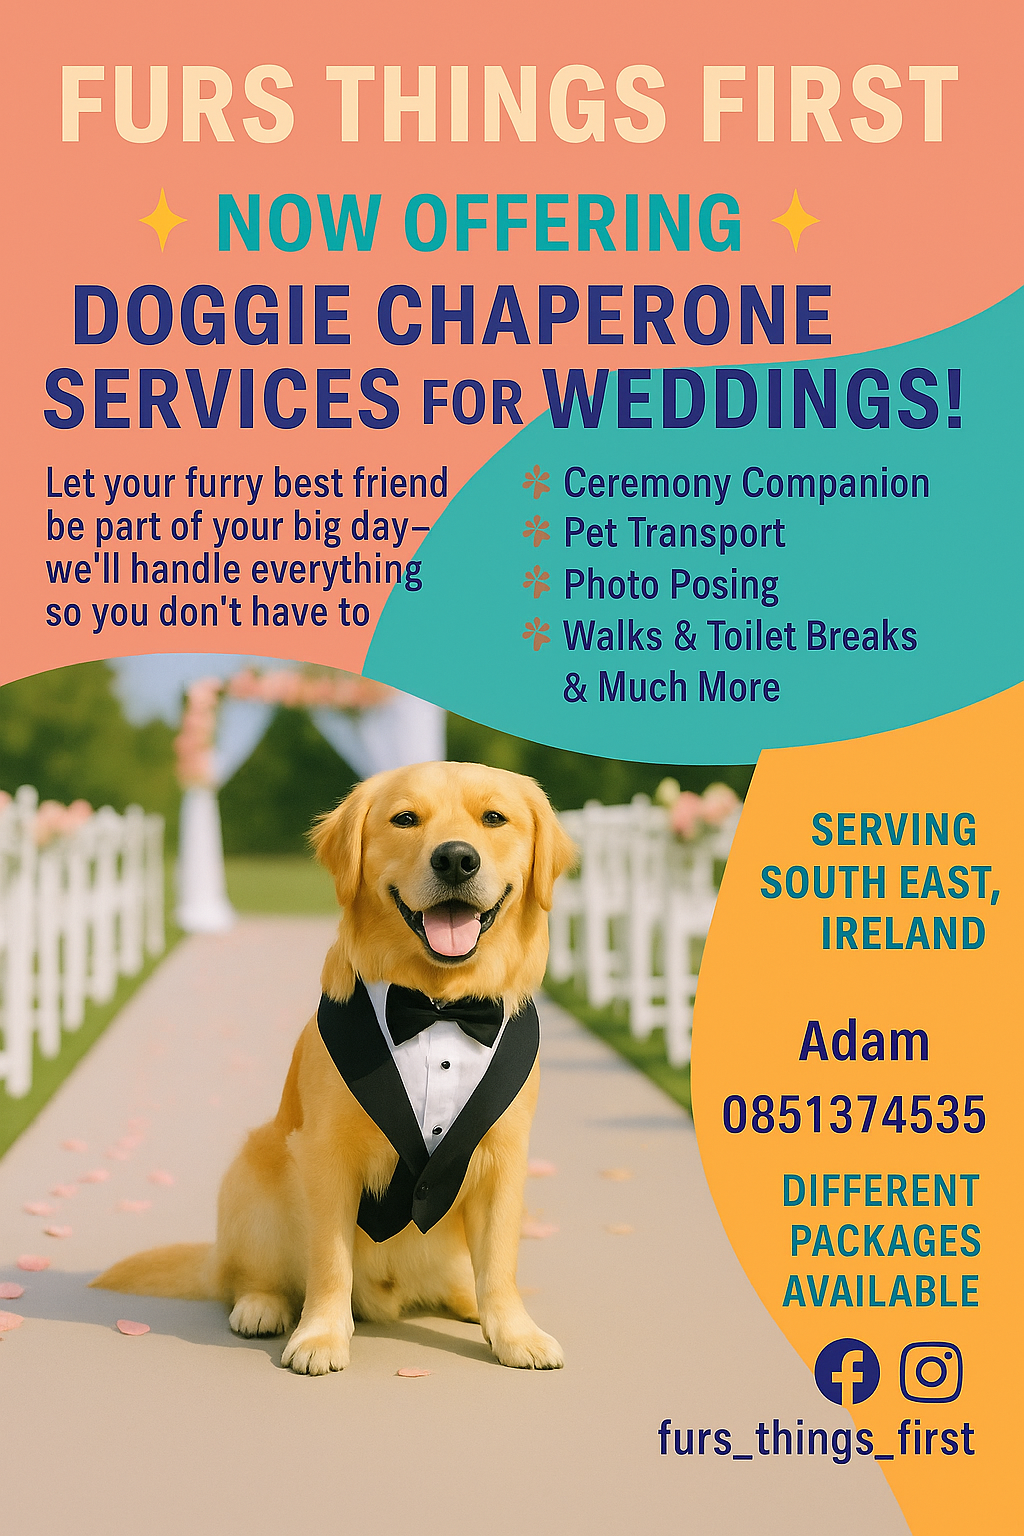 FURS THINGS FIRST
NOW OFFERING
DOGGIE CHAPERONE
SERVICES FOR WEDDINGS!
Let your furry best friend
be part of your big day–
we'll handle everything
so you don't have to
Ceremony Companion
Pet Transport
Photo Posing
Walks & Toilet Breaks
& Much More
SERVING
SOUTH EAST,
IRELAND
Adam
0851374535
DIFFERENT
PACKAGES
AVAILABLE
furs_things_first